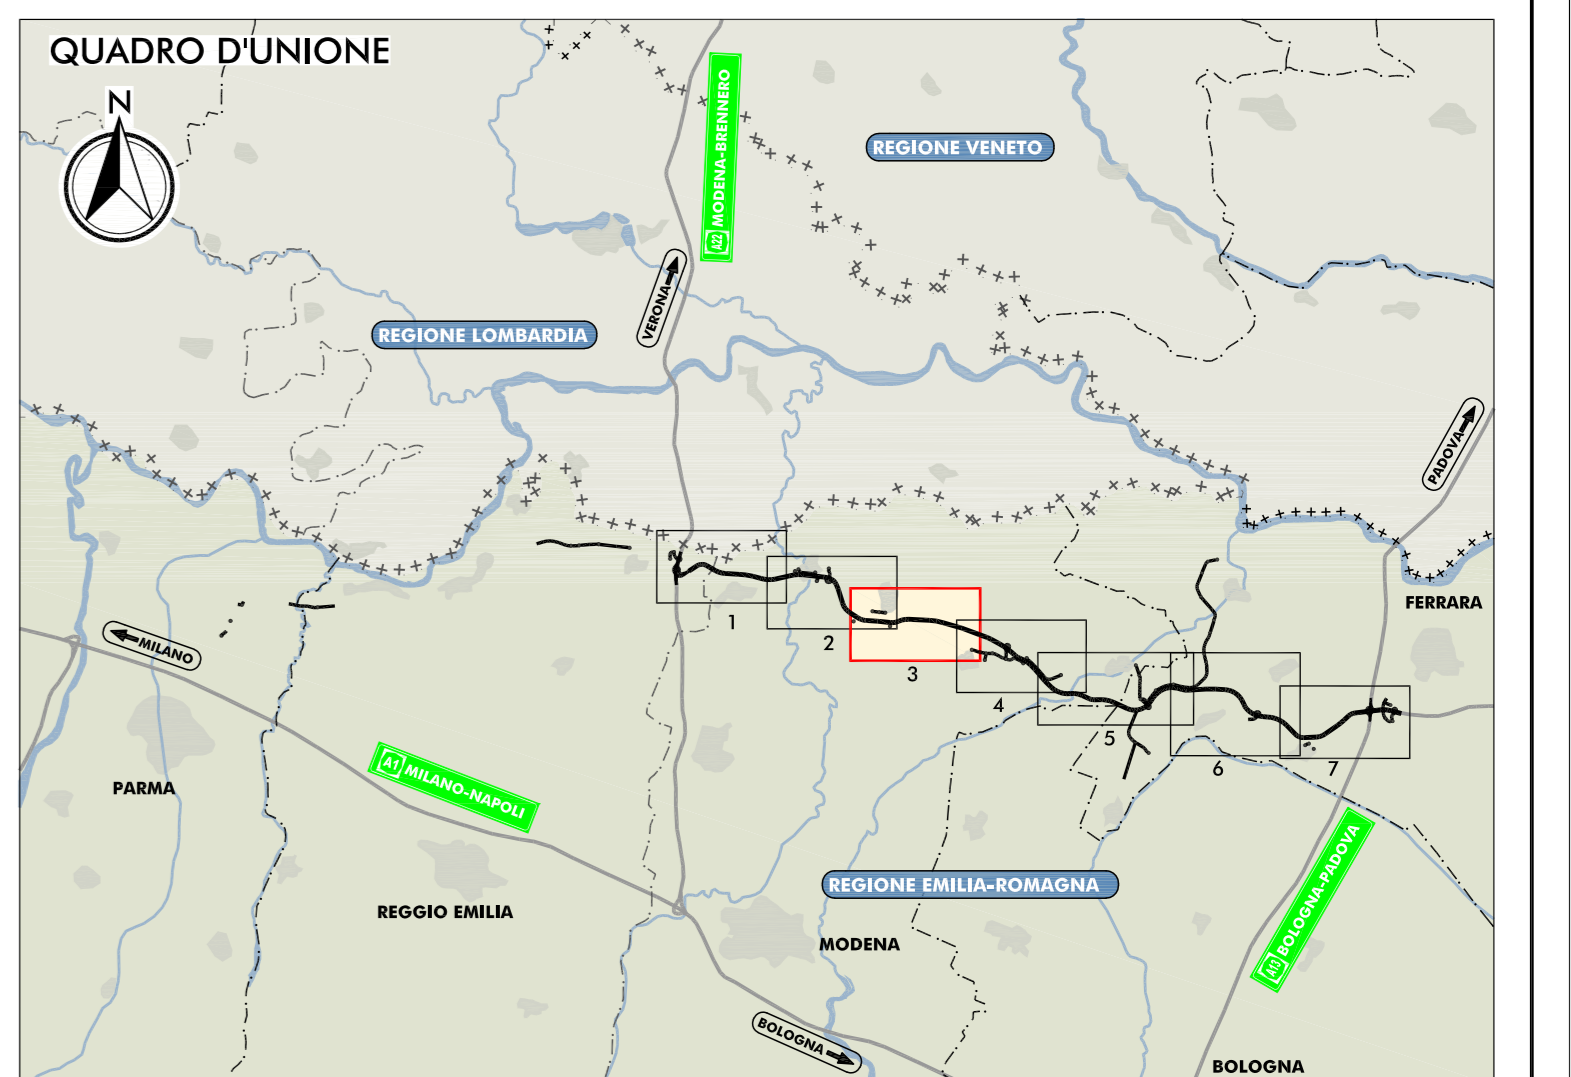 QUADRO D'UNIONE
N
A22 MODENA-BRENNERO
REGIONE VENETO
VERONA
REGIONE LOMBARDIA
PADOVA
FERRARA
1
2
3
4
5
6
7
MILANO
PARMA
A1 MILANO-NAPOLI
REGIONE EMILIA-ROMAGNA
REGGIO EMILIA
MODENA
A13 BOLOGNA-PADOVA
BOLOGNA
BOLOGNA